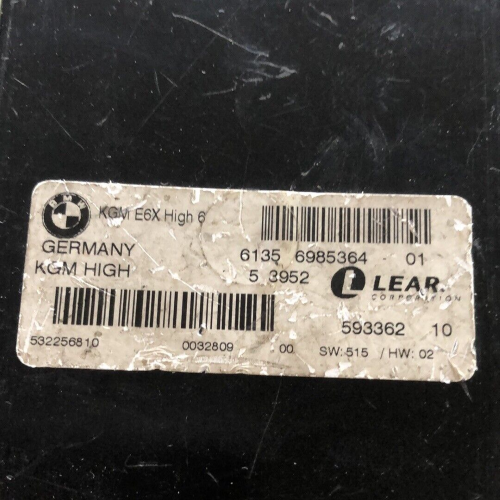 BMW
KGM E6X High 6
GERMANY 6135 6985364 01
KGM HIGH 5 3952 LEAR.
CORPORATION
593362 10
532256810 0032809 00 SW: 515 / HW: 02